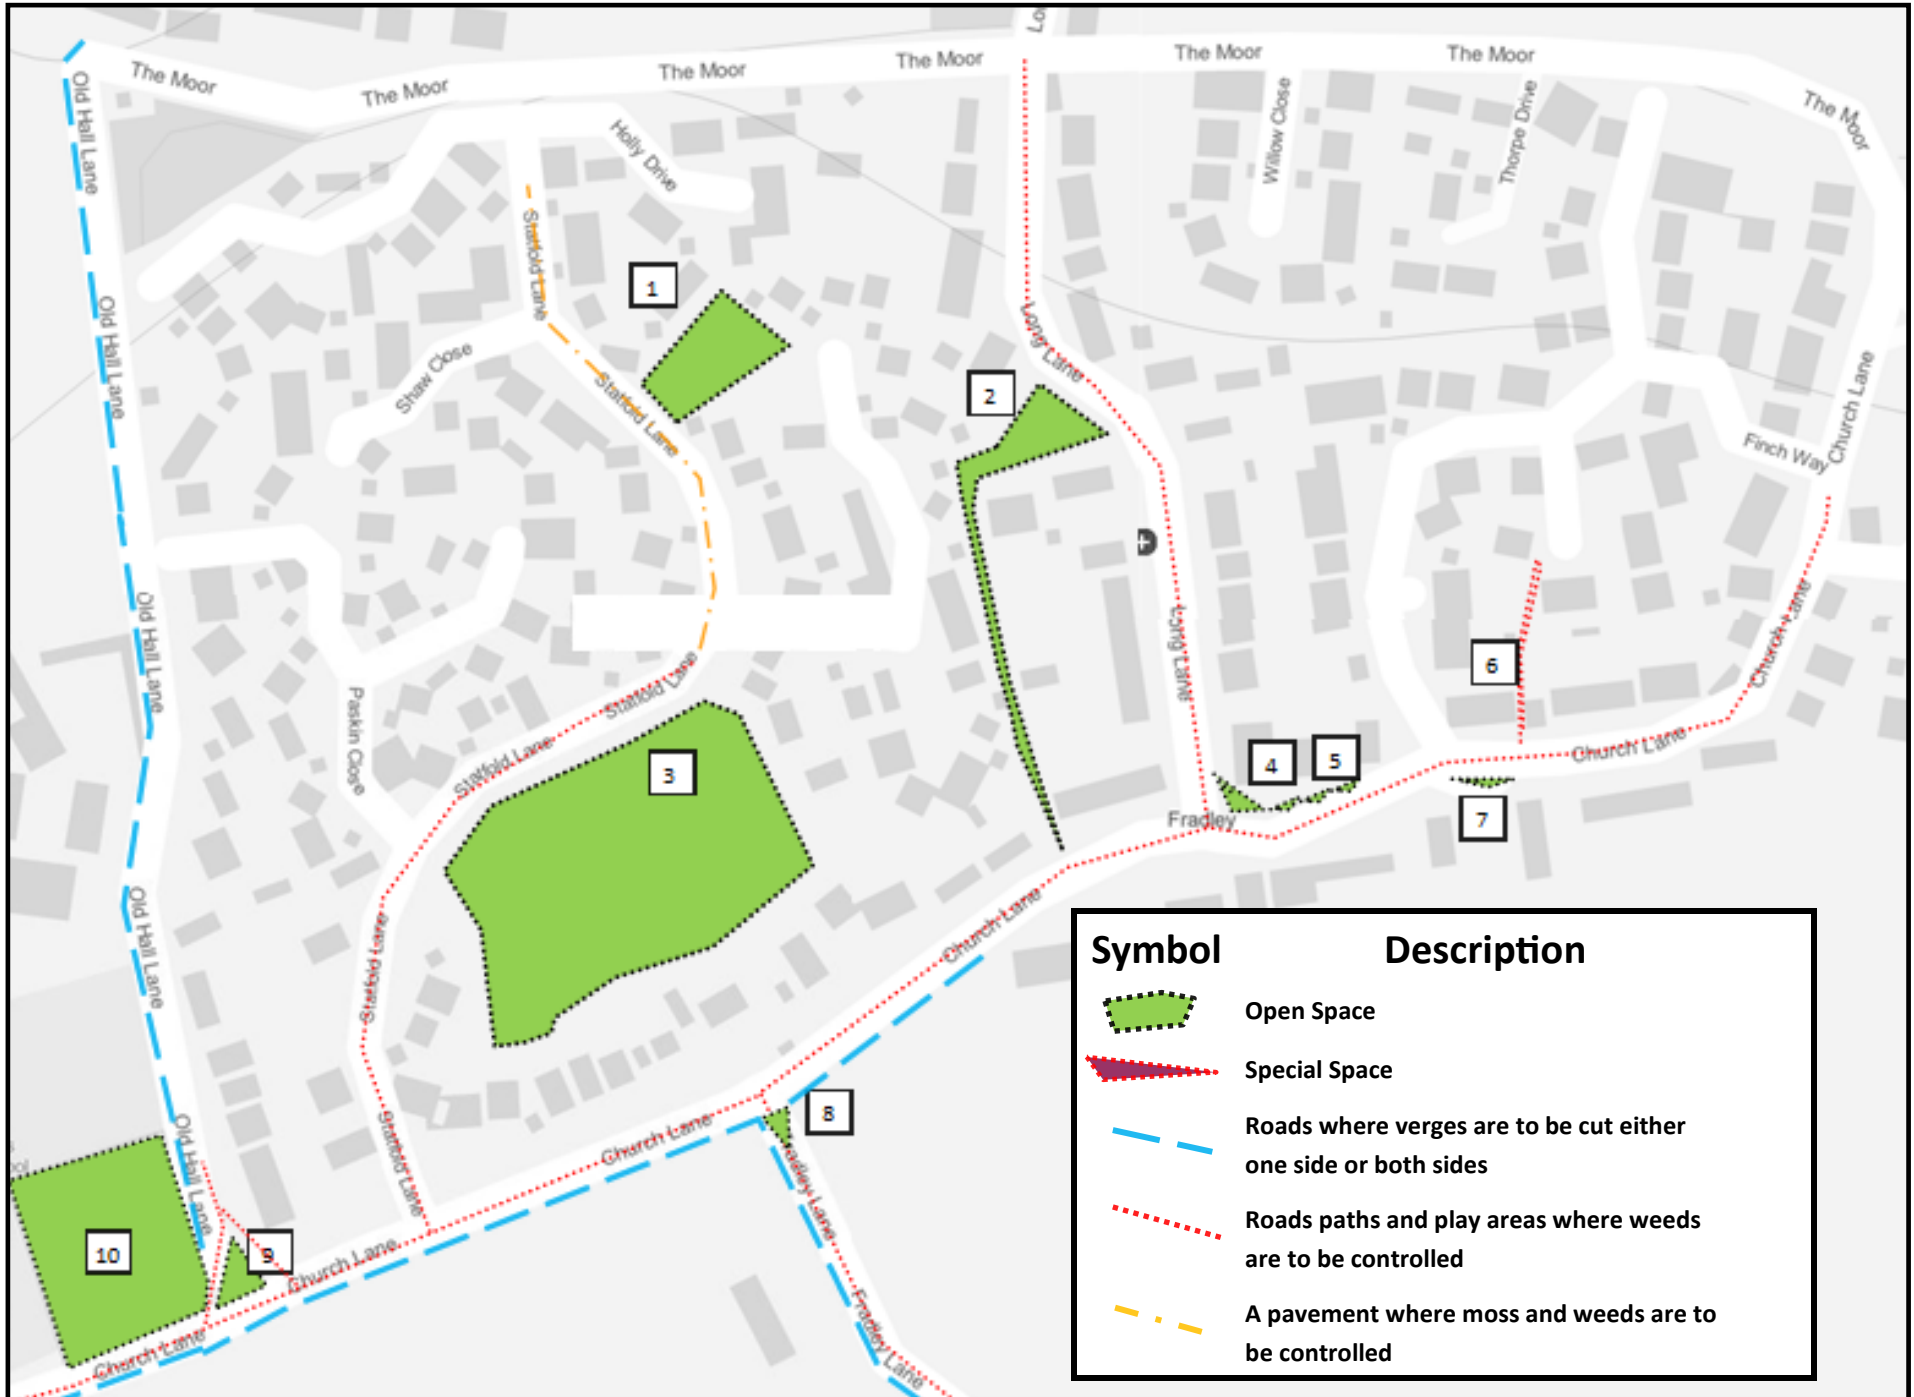 The Moor
The Moor
The Moor
The Moor
The Moor
The Moor
The Moor
Old Hall Lane
Holly Drive
Willow Close
Thorpe Drive
Statfold Lane
1
Old Hall Lane
Shaw Close
Statfold Lane
Long Lane
2
Church Lane
Finch Way
Old Hall Lane
Long Lane
Church Lane
6
Statfold Lane
Paskin Close
Statfold Lane
3
4
5
Church Lane
7
Fradley
Old Hall Lane
Statfold Lane
Church Lane
Statfold Lane
Church Lane
8
Fradley Lane
Old Hall Lane
10
9
Church Lane
Church Lane
Fradley Lane
Symbol Description
Open Space
Special Space
Roads where verges are to be cut either
one side or both sides
Roads paths and play areas where weeds
are to be controlled
A pavement where moss and weeds are to
be controlled